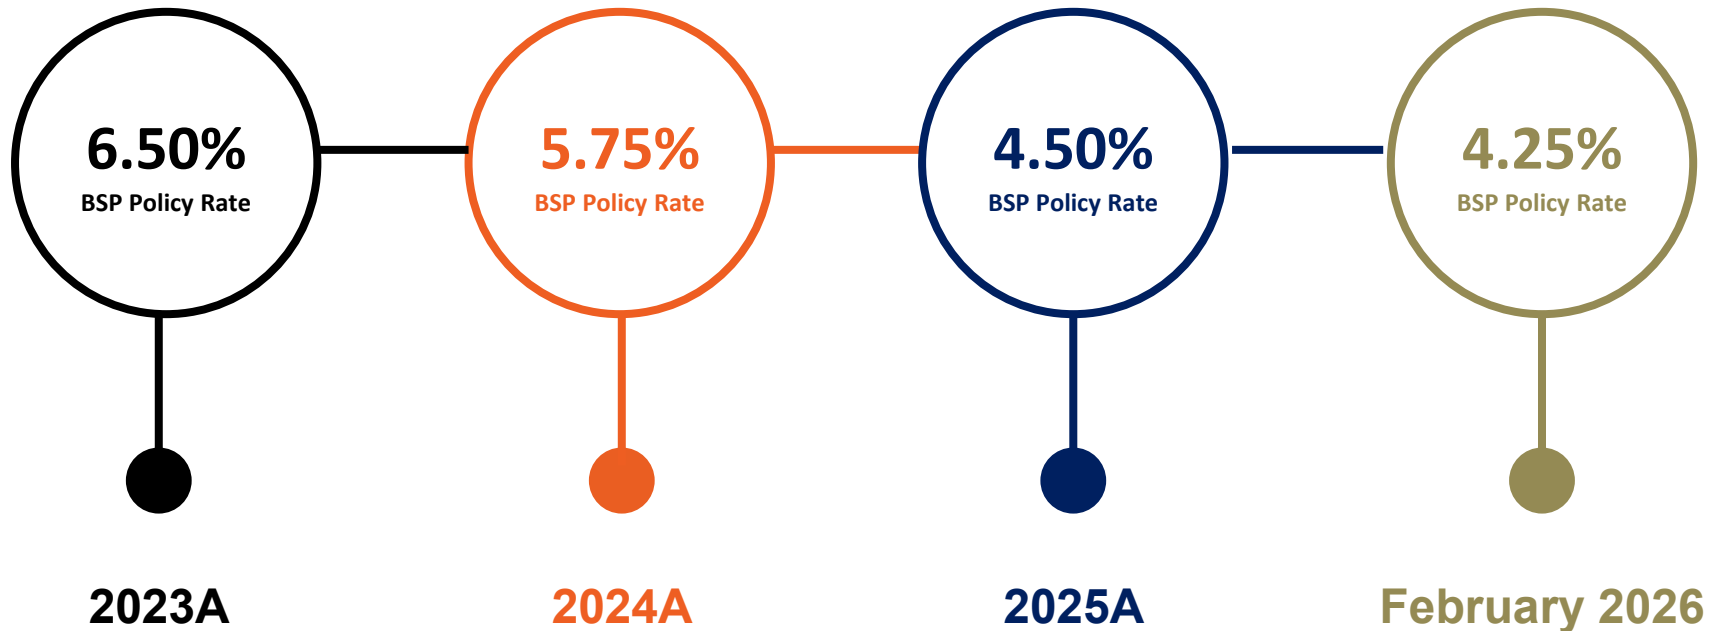 6.50%
BSP Policy Rate
5.75%
BSP Policy Rate
4.50%
BSP Policy Rate
4.25%
BSP Policy Rate
2023A
2024A
2025A
February 2026